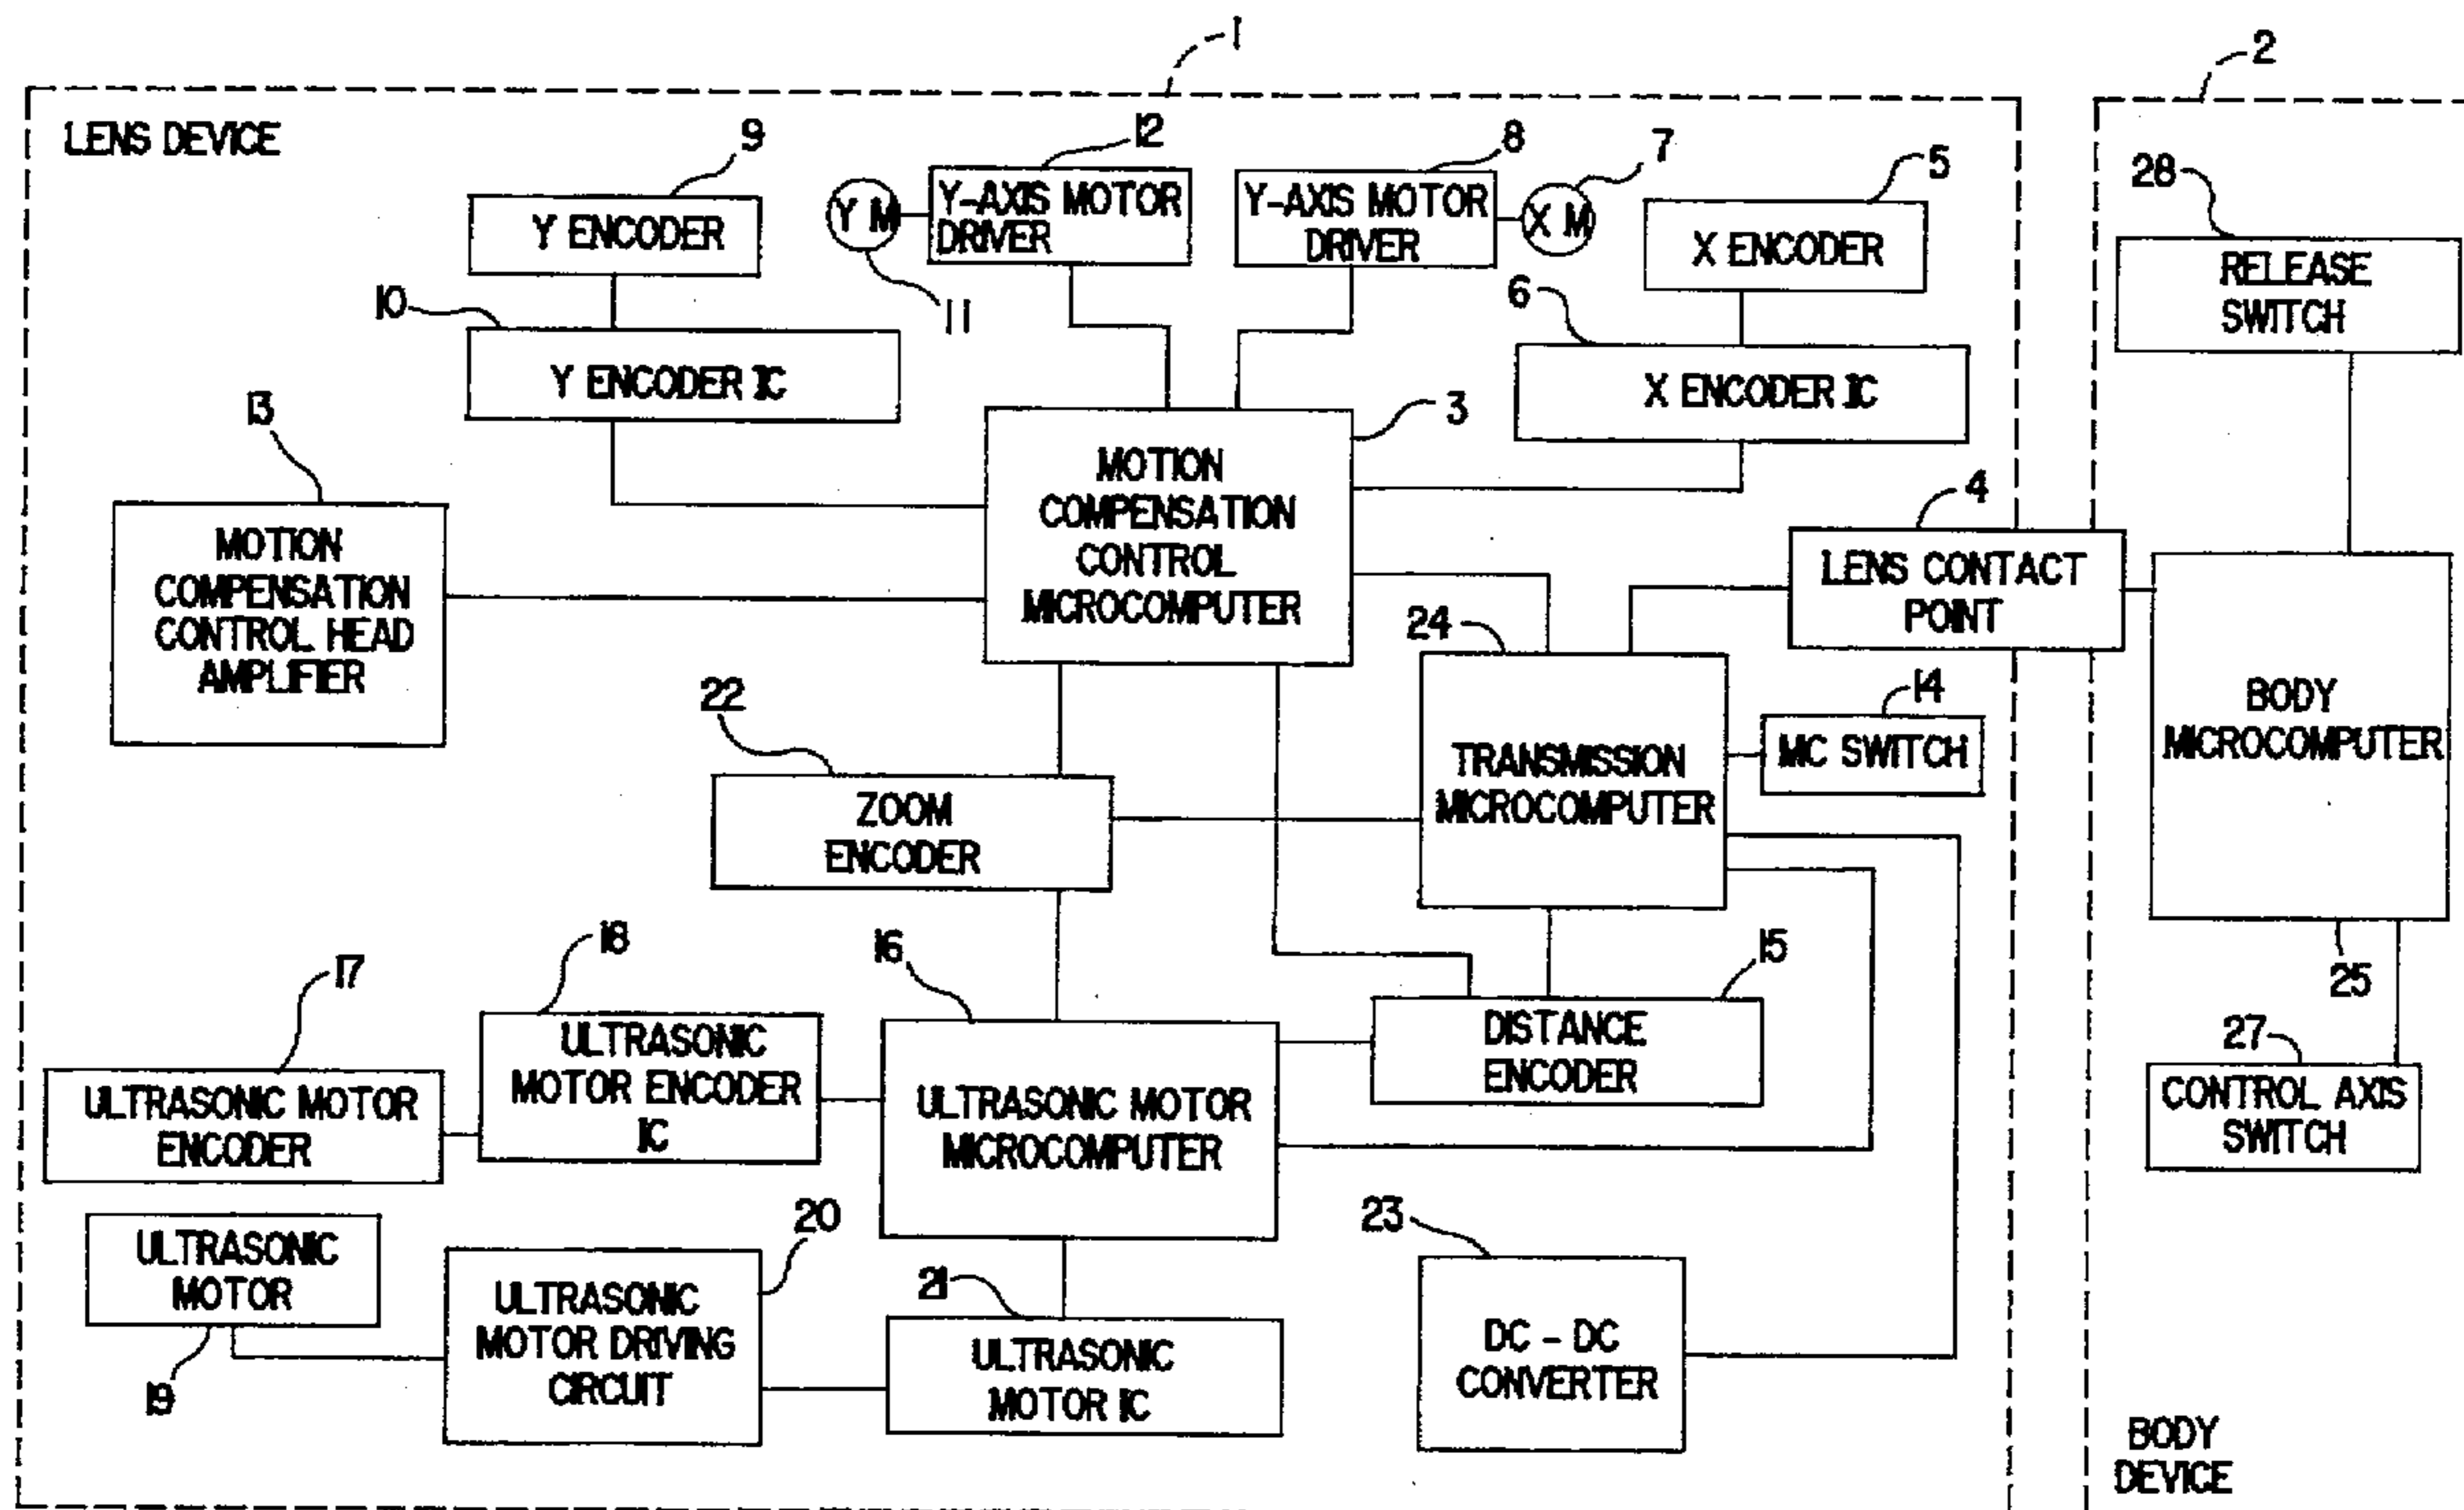 1
2
LENS DEVICE
9
12
8
7
5
28
Y ENCODER
Y M
Y-AXIS MOTOR
DRIVER
Y-AXIS MOTOR
DRIVER
X M
X ENCODER
RELEASE
SWITCH
10
11
6
Y ENCODER IC
X ENCODER IC
13
3
MOTION
COMPENSATION
CONTROL
MICROCOMPUTER
4
MOTION
COMPENSATION
CONTROL HEAD
AMPLIFIER
LENS CONTACT
POINT
24
22
14
BODY
MICROCOMPUTER
TRANSMISSION
MICROCOMPUTER
MC SWITCH
ZOOM
ENCODER
18
16
15
17
25
DISTANCE
ENCODER
ULTRASONIC
MOTOR ENCODER
IC
27
ULTRASONIC MOTOR
ENCODER
ULTRASONIC MOTOR
MICROCOMPUTER
CONTROL AXIS
SWITCH
20
23
ULTRASONIC
MOTOR
21
ULTRASONIC
MOTOR DRIVING
CIRCUIT
19
ULTRASONIC
MOTOR IC
DC - DC
CONVERTER
BODY
DEVICE